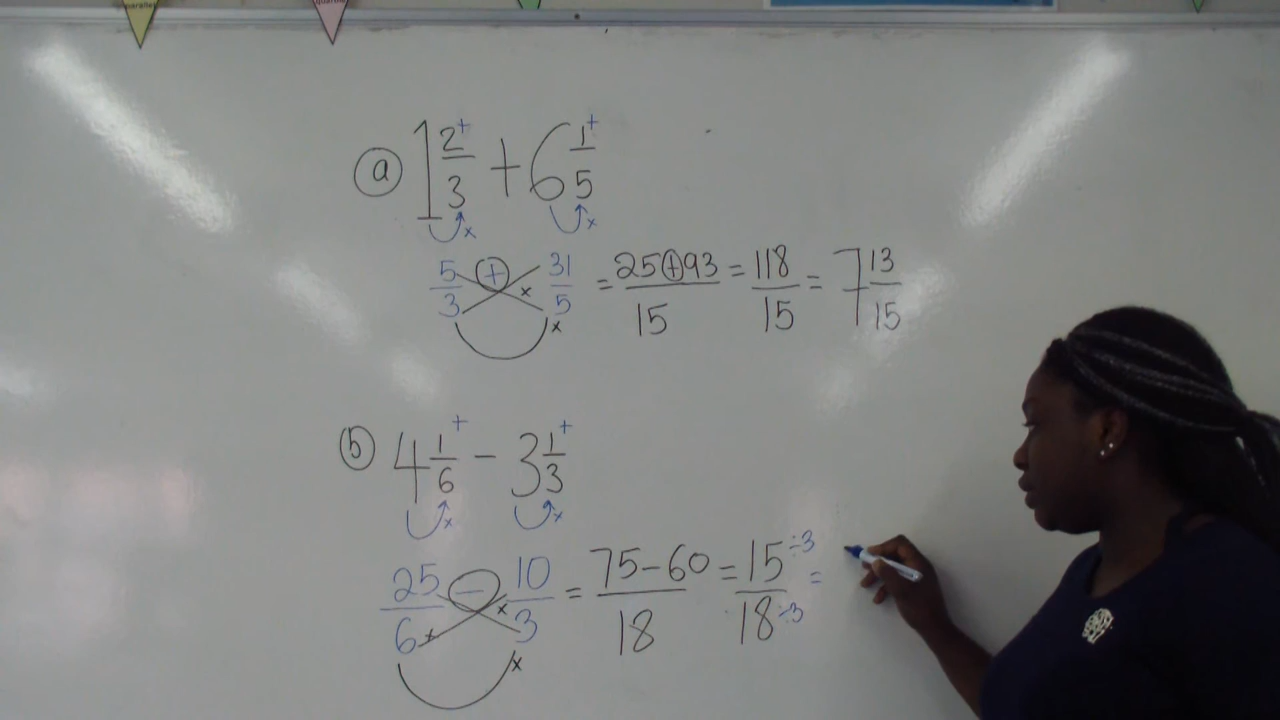 parallel
ⓐ 1 2/3 + 6 1/5
+ +
x x
5/3 + 31/5 = 25+93/15 = 118/15 = 7 13/15
x
x
ⓑ 4 1/6 - 3 1/3
+ +
x x
25/6 - 10/3 = 75-60/18 = 15÷3/18÷3 =
x x
x